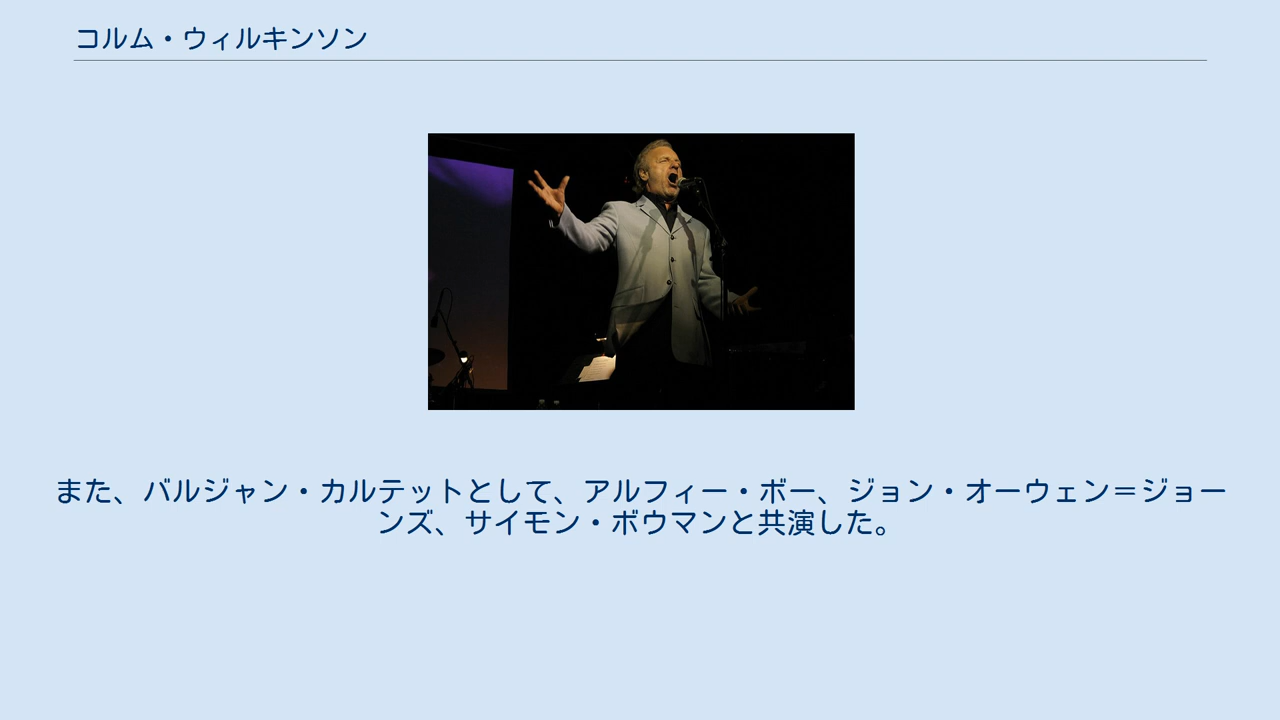 コルム・ウィルキンソン
また、バルジャン・カルテットとして、アルフィー・ボー、ジョン・オーウェン＝ジョー
ンズ、サイモン・ボウマンと共演した。